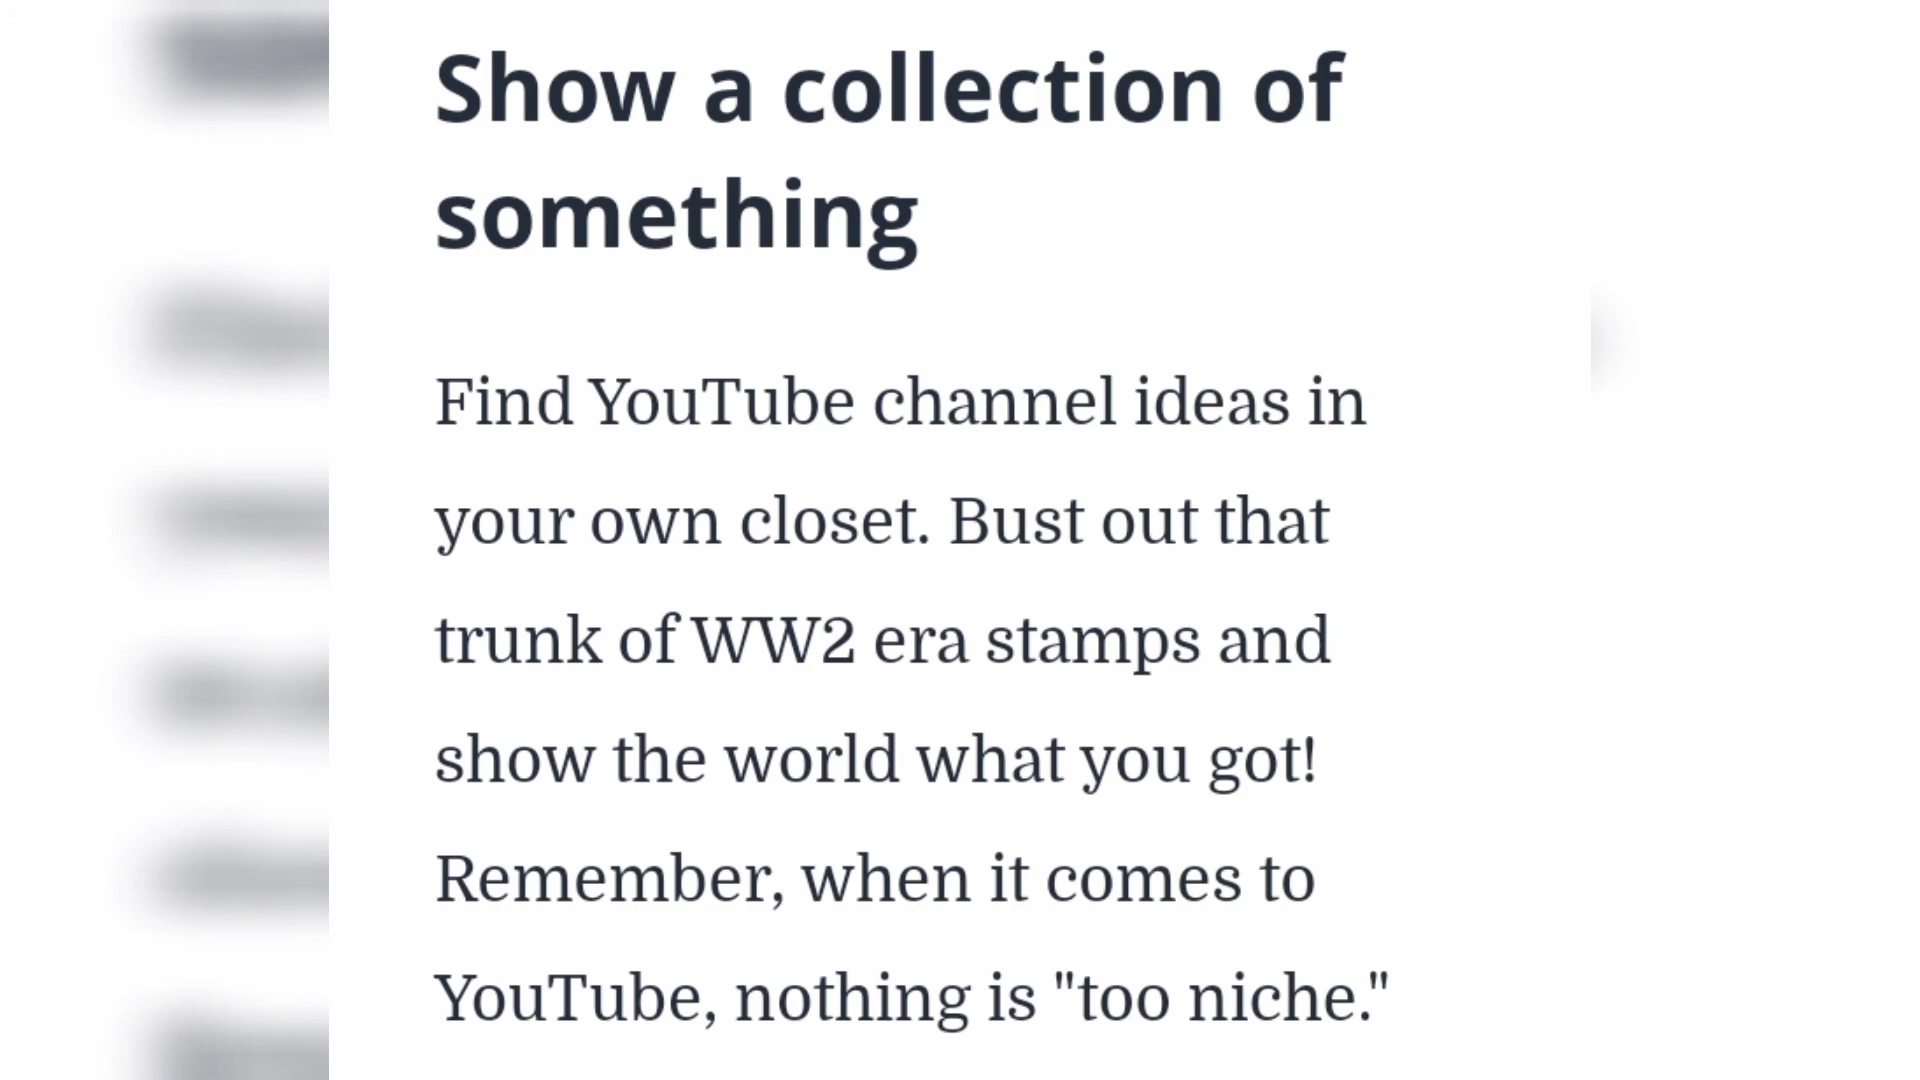 Show a collection of
something
Find YouTube channel ideas in
your own closet. Bust out that
trunk of WW2 era stamps and
show the world what you got!
Remember, when it comes to
YouTube, nothing is "too niche."